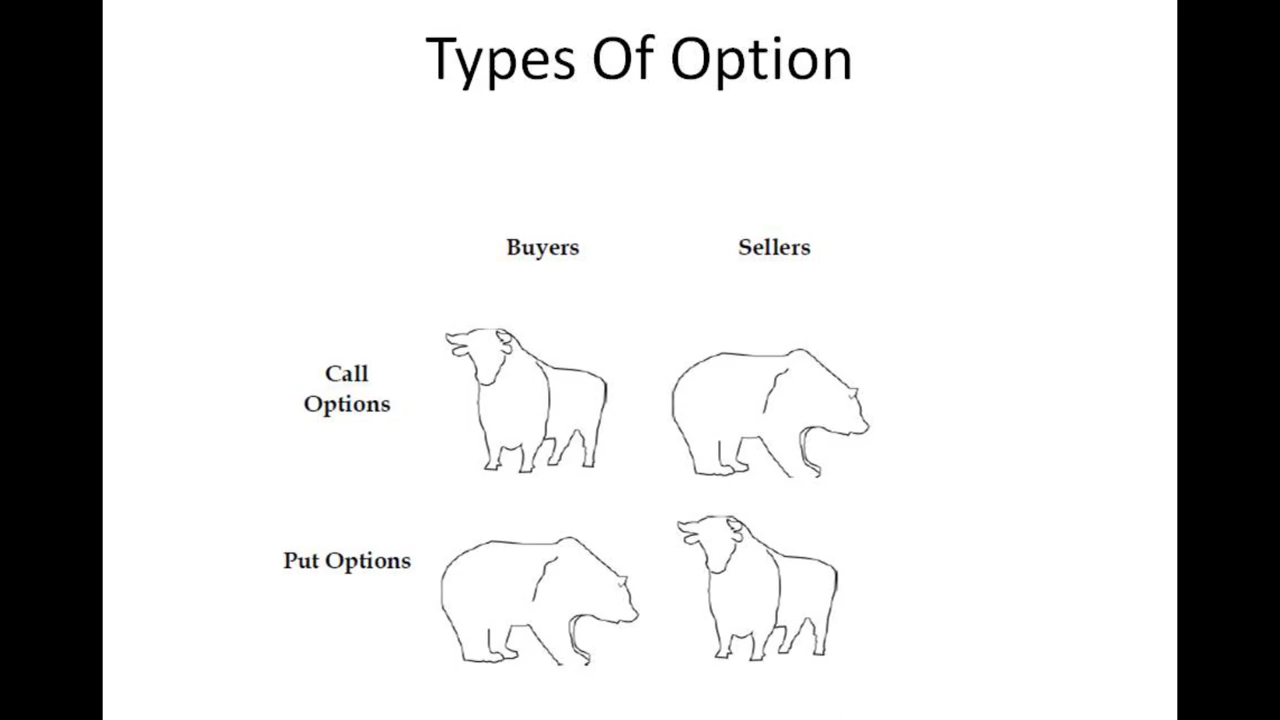 Types Of Option
Buyers
Sellers
Call
Options
Put Options